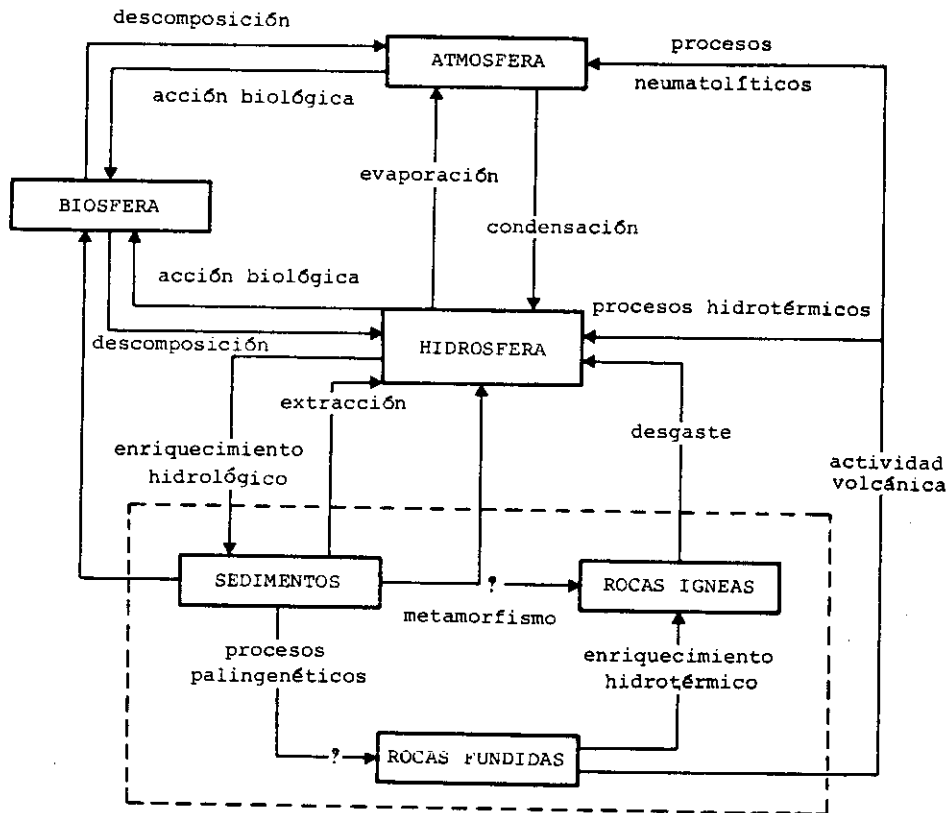 descomposición
ATMOSFERA
procesos
neumatolíticos
acción biológica
evaporación
BIOSFERA
condensación
acción biológica
procesos hidrotérmicos
descomposición
HIDROSFERA
extracción
desgaste
enriquecimiento
hidrológico
actividad
volcánica
SEDIMENTOS
?
ROCAS IGNEAS
metamorfismo
procesos
palingenéticos
enriquecimiento
hidrotérmico
?
ROCAS FUNDIDAS